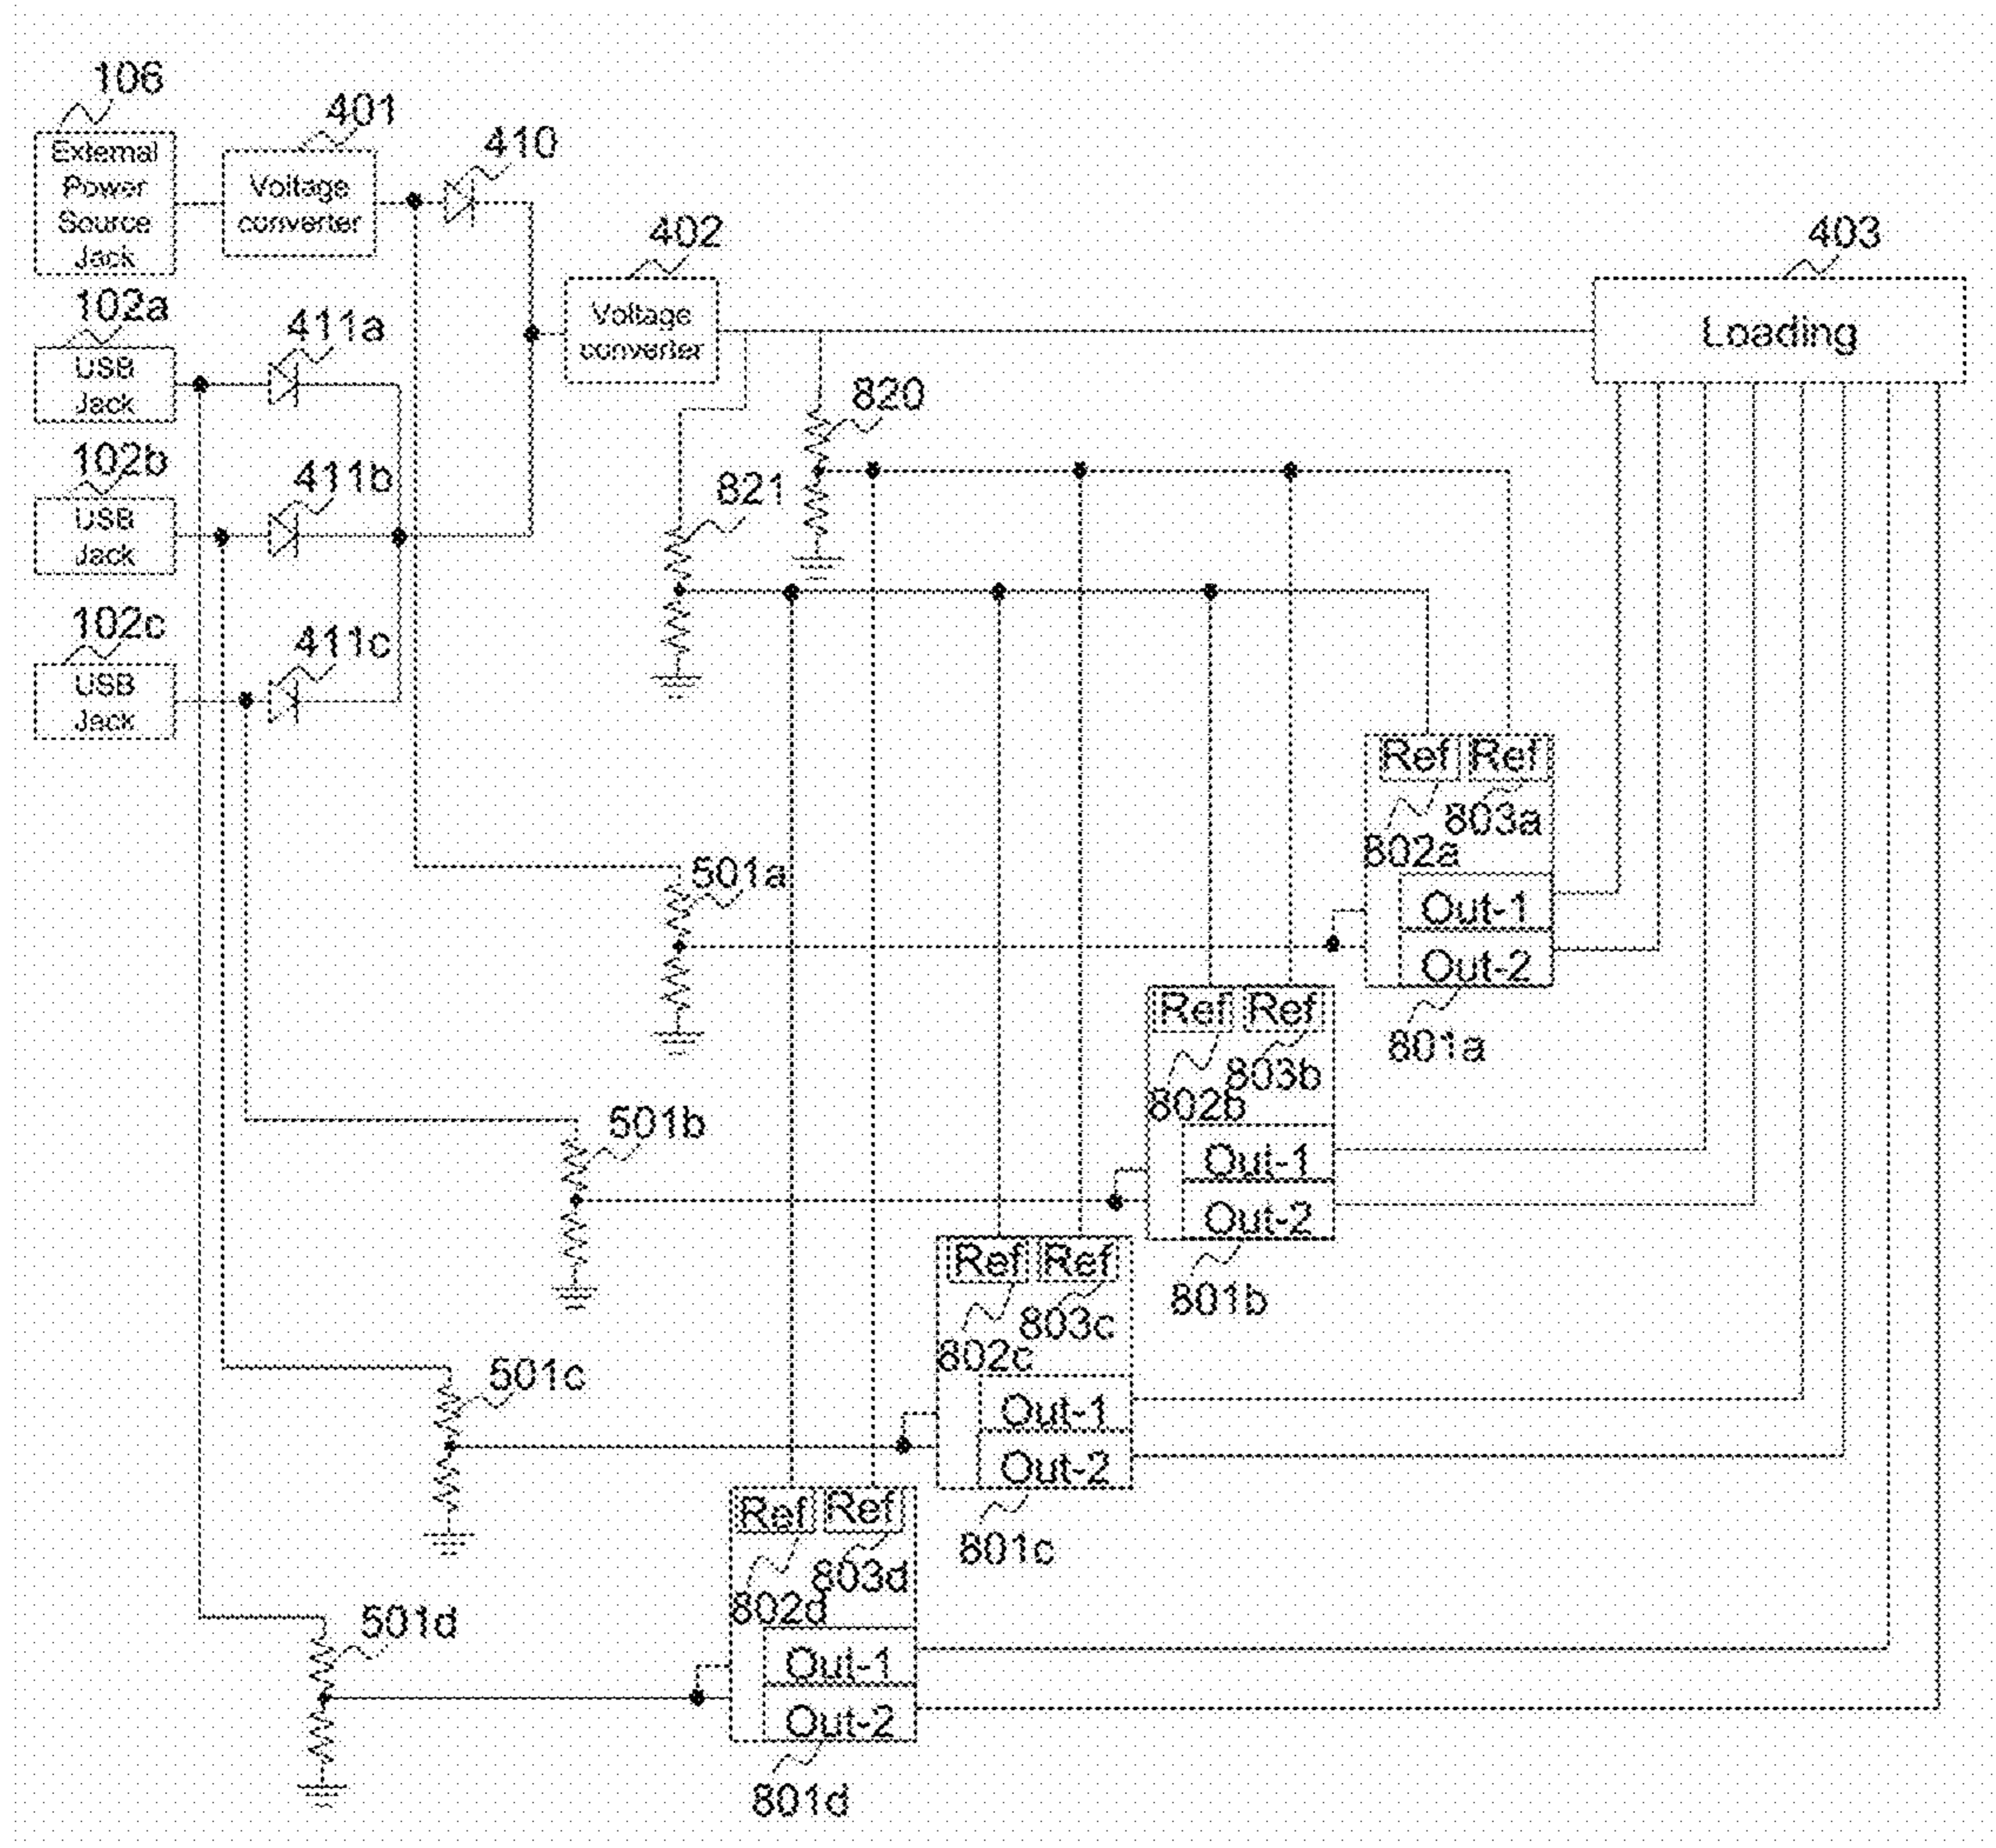 106
External
Power
Source
Jack
401
Voltage
converter
410
402
Voltage
converter
403
Loading
102a
USB
Jack
411a
102b
USB
Jack
411b
102c
USB
Jack
411c
820
821
Ref Ref
803a
802a
Out-1
Out-2
801a
501a
Ref Ref
803b
802b
Out-1
Out-2
801b
501b
Ref Ref
803c
802c
Out-1
Out-2
801c
501c
Ref Ref
803d
802d
Out-1
Out-2
801d
501d